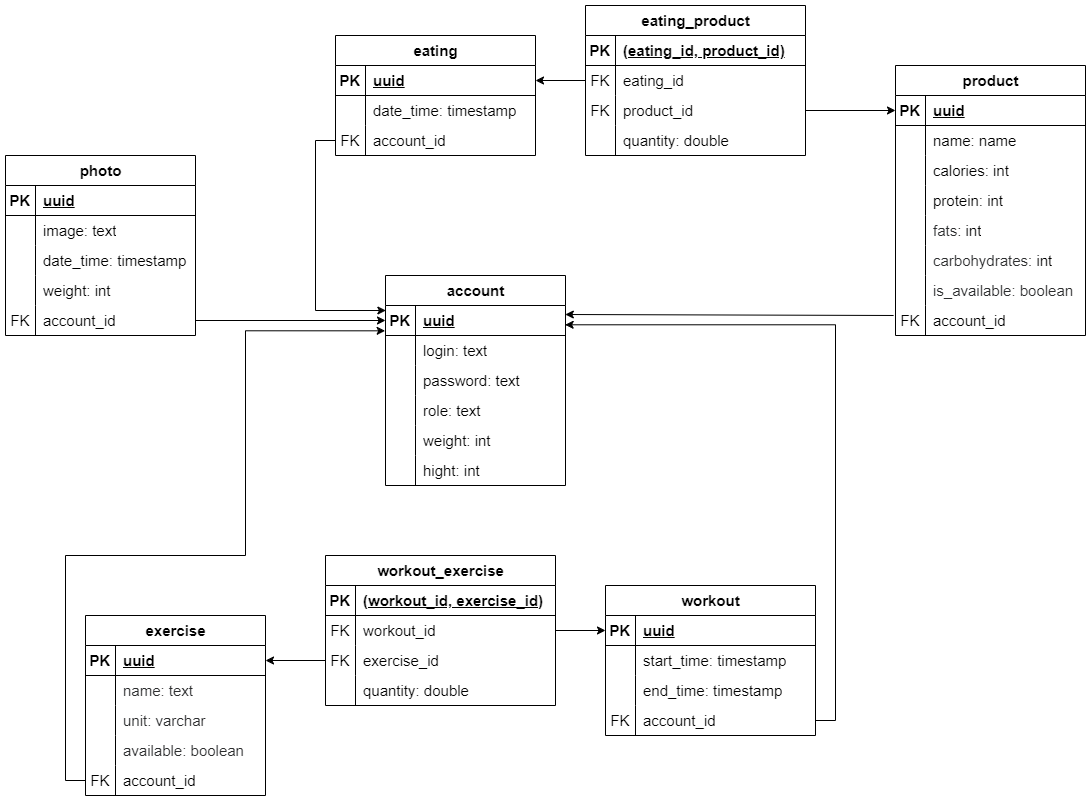 eating_product
PK (eating_id, product_id)
FK eating_id
FK product_id
quantity: double
eating
PK uuid
date_time: timestamp
FK account_id
product
PK uuid
name: name
calories: int
protein: int
fats: int
carbohydrates: int
is_available: boolean
FK account_id
photo
PK uuid
image: text
date_time: timestamp
weight: int
FK account_id
account
PK uuid
login: text
password: text
role: text
weight: int
hight: int
workout_exercise
PK (workout_id, exercise_id)
FK workout_id
FK exercise_id
quantity: double
workout
PK uuid
start_time: timestamp
end_time: timestamp
FK account_id
exercise
PK uuid
name: text
unit: varchar
available: boolean
FK account_id